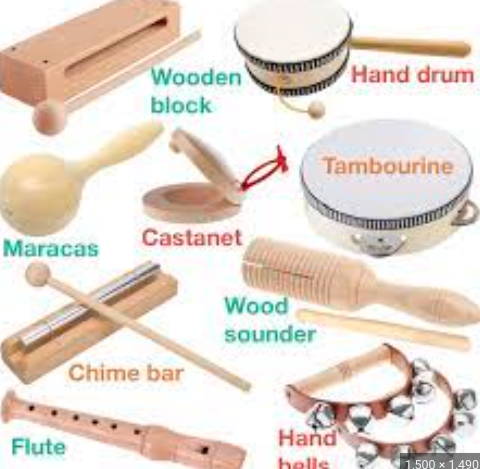 Wooden
block
Hand drum
Tambourine
Maracas
Castanet
Wood
sounder
Chime bar
Flute
Hand
bells
1,500 × 1,490